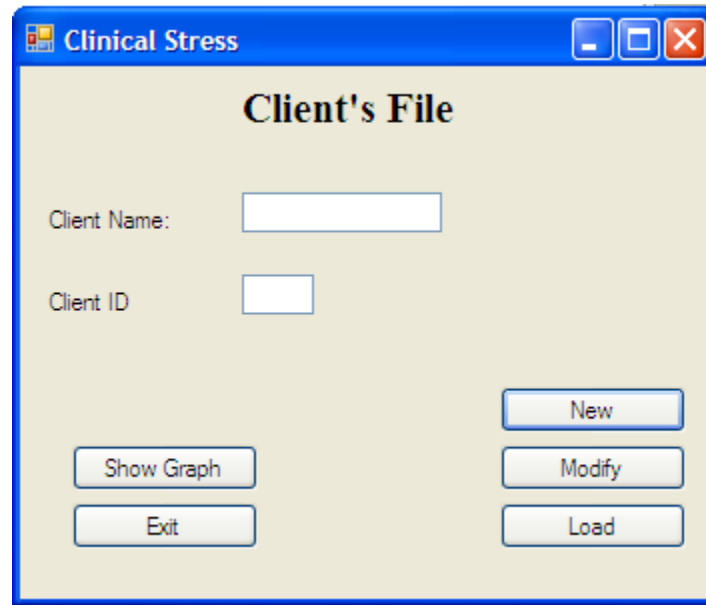 Clinical Stress
Client's File
Client Name:
Client ID
New
Show Graph
Modify
Exit
Load